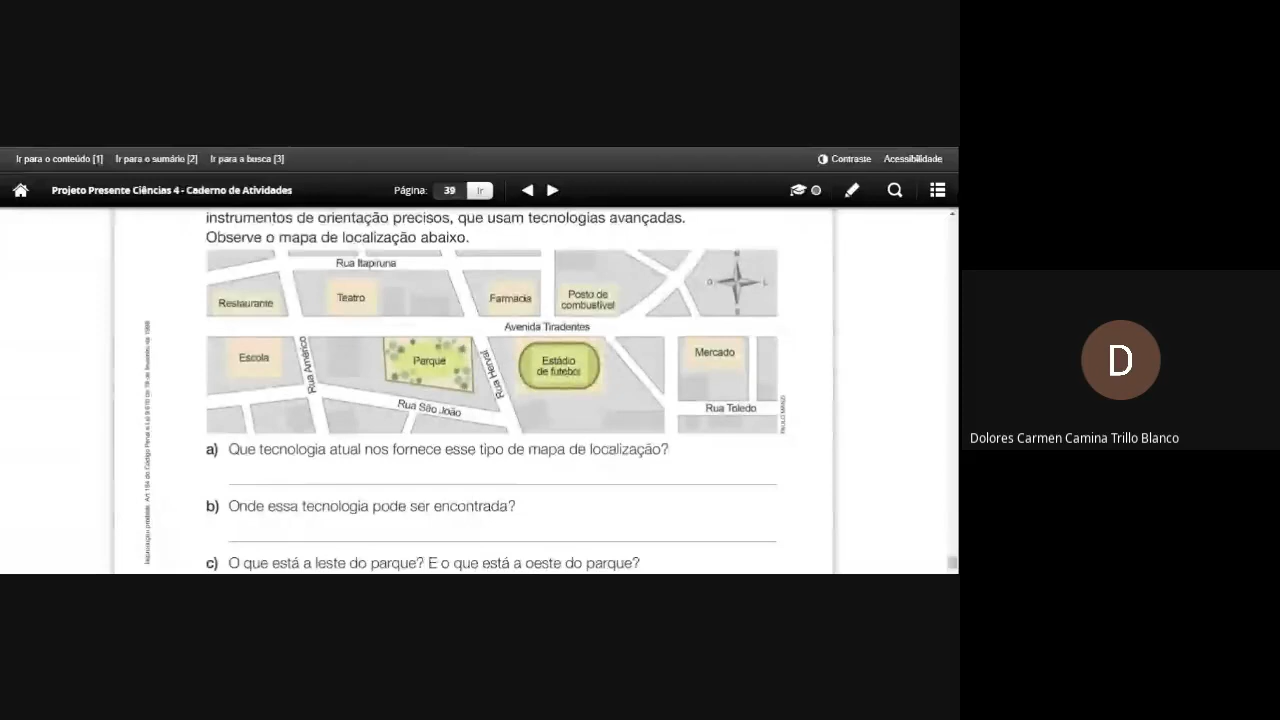 Ir para o conteúdo [1] Ir para o sumário [2] Ir para a busca [3] Contraste Acessibilidade
Projeto Presente Ciências 4 - Caderno de Atividades Página: 39 Ir
instrumentos de orientação precisos, que usam tecnologias avançadas.
Observe o mapa de localização abaixo.
Rua Itapiruna
Restaurante
Teatro
Farmácia
Posto de
combustível
O L
Avenida Tiradentes
Escola
Rua Américo
Parque
Rua Herval
Estádio
de futebol
Mercado
Rua São João
Rua Toledo
a) Que tecnologia atual nos fornece esse tipo de mapa de localização?
b) Onde essa tecnologia pode ser encontrada?
c) O que está a leste do parque? E o que está a oeste do parque?
D
Dolores Carmen Camina Trillo Blanco